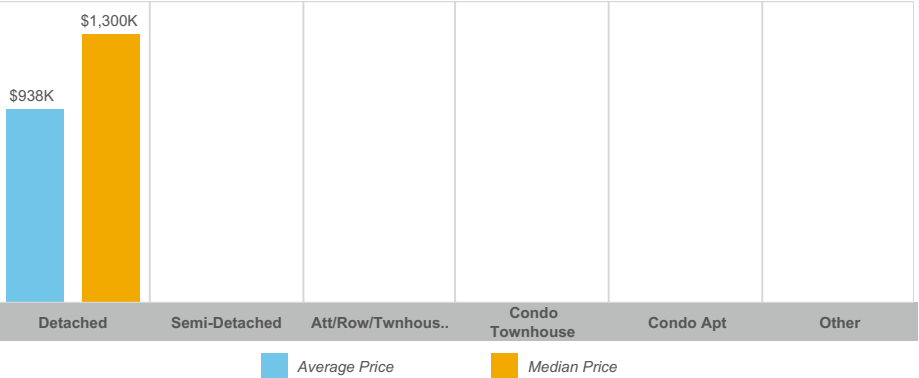 $1,300K
$938K
Detached
Semi-Detached
Att/Row/Twnhous..
Condo
Townhouse
Condo Apt
Other
Average Price
Median Price